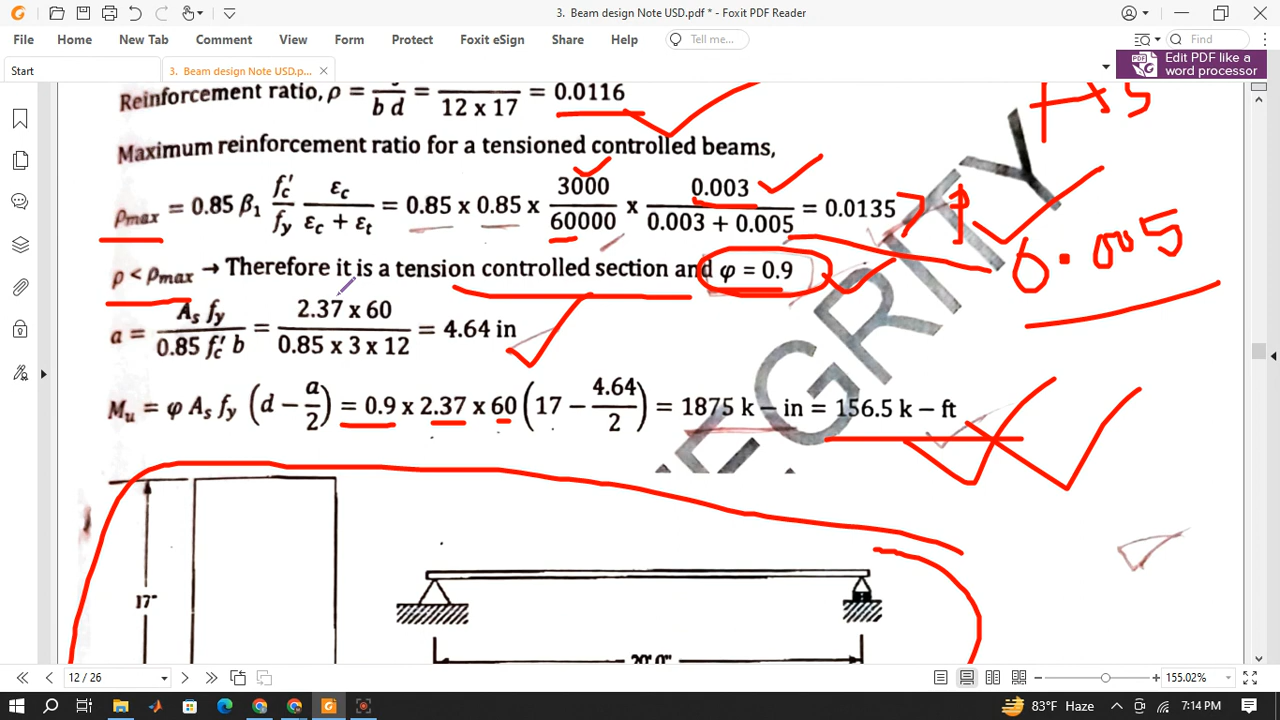 3. Beam design Note USD.pdf * - Foxit PDF Reader
File Home New Tab Comment View Form Protect Foxit eSign Share Help Tell me... Find
Start 3. Beam design Note USD.p... Edit PDF like a word processor
Reinforcement ratio, ρ = / b d = / 12 x 17 = 0.0116
Maximum reinforcement ratio for a tensioned controlled beams,
ρmax = 0.85 β1 f'c / fy εc / εc + εt = 0.85 x 0.85 x 3000 / 60000 x 0.003 / 0.003 + 0.005 = 0.0135
0.005
ρ < ρmax → Therefore it is a tension controlled section and φ = 0.9
a = As fy / 0.85 f'c b = 2.37 x 60 / 0.85 x 3 x 12 = 4.64 in
Mu = φ As fy (d − a/2) = 0.9 x 2.37 x 60 (17 − 4.64/2) = 1875 k − in = 156.5 k − ft
EGRITY
17"
20'.0"
12 / 26 155.02%
83°F Haze 7:14 PM